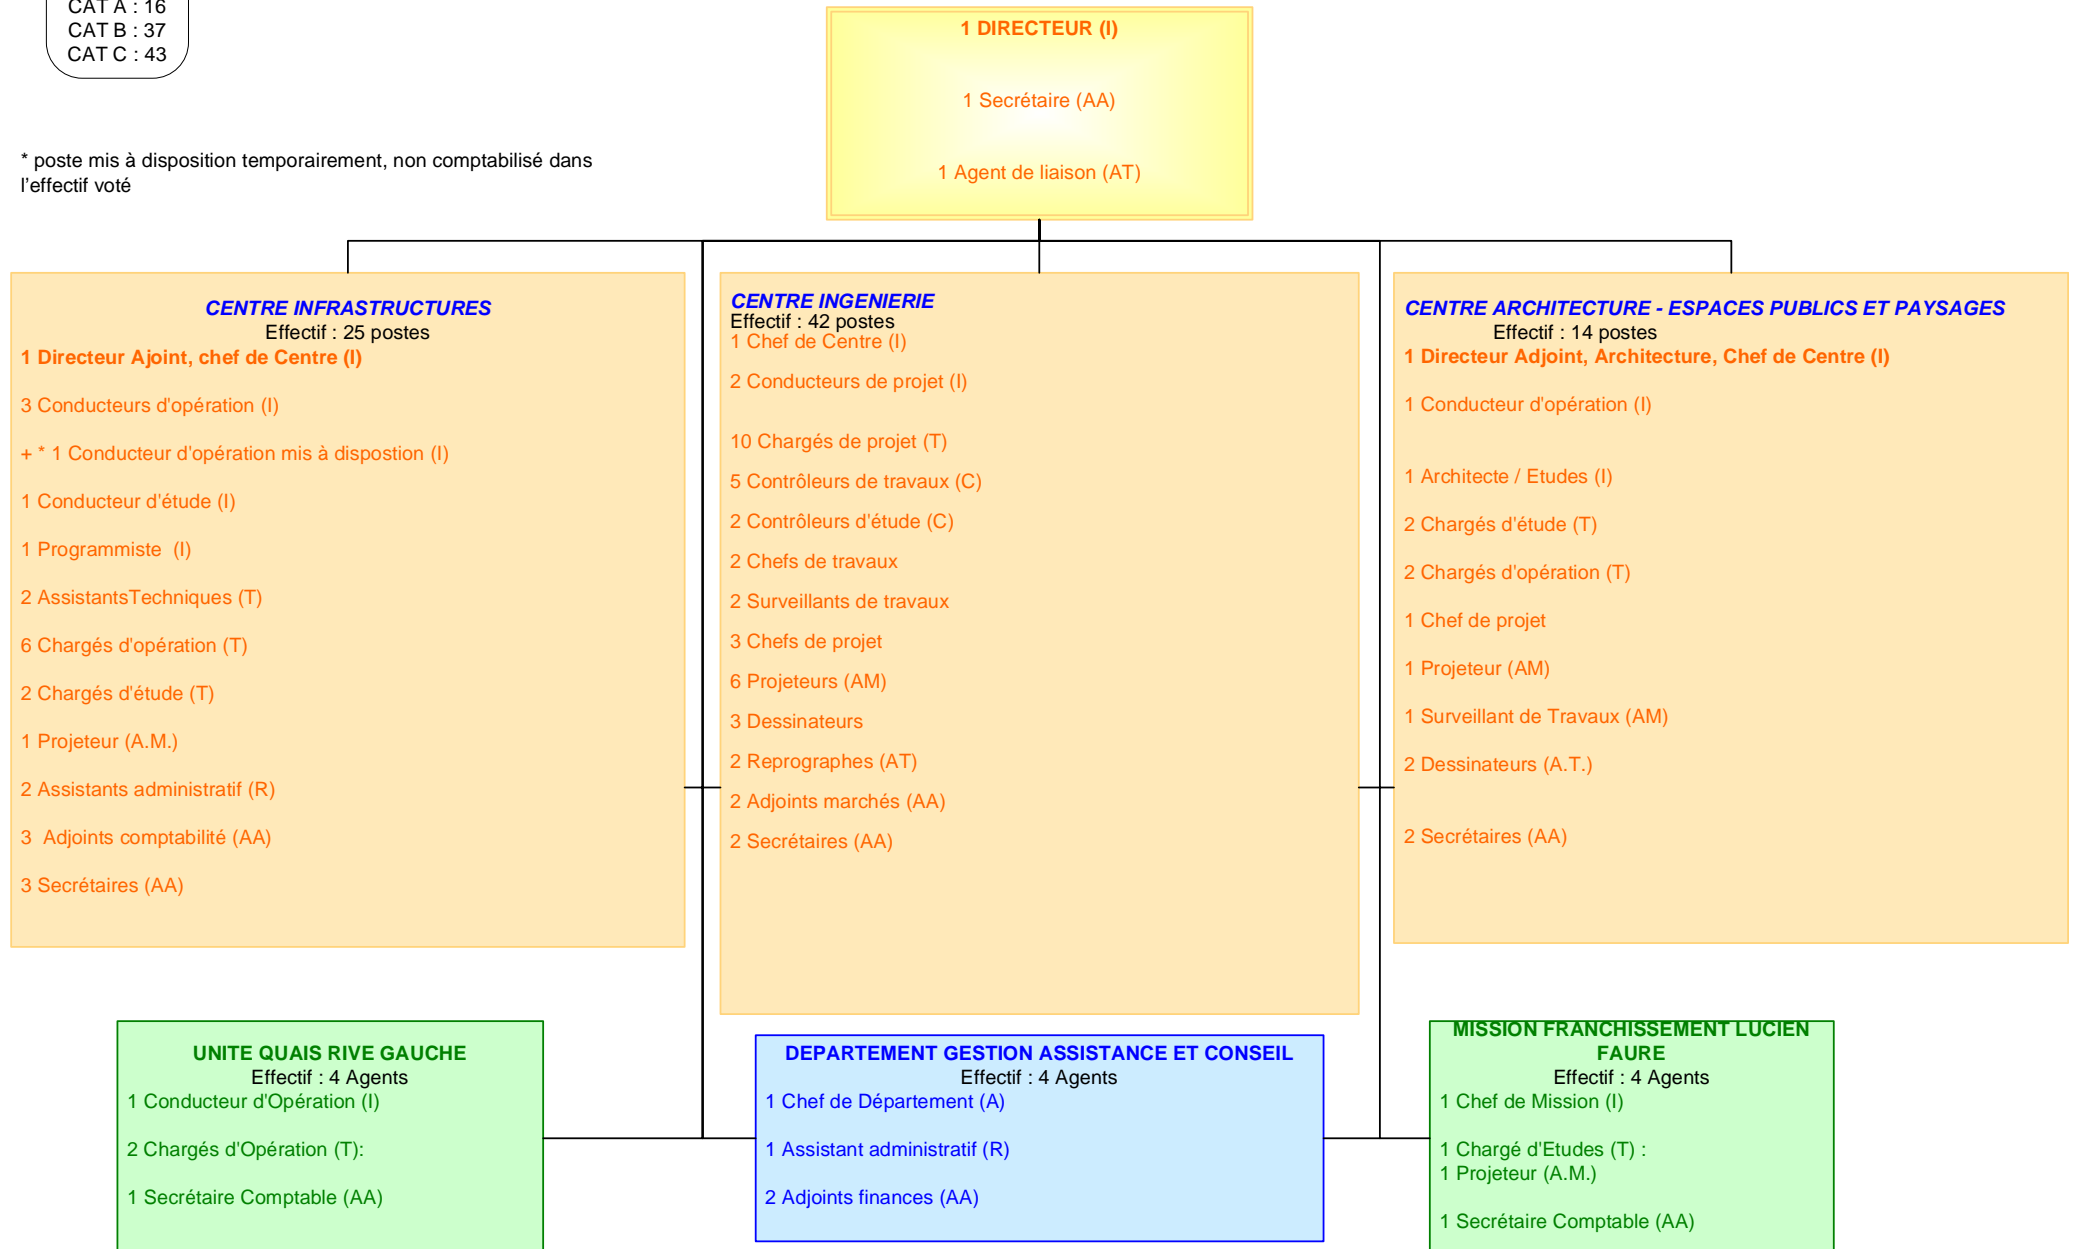 CAT A : 16
CAT B : 37
CAT C : 43
* poste mis à disposition temporairement, non comptabilisé dans
l'effectif voté
1 DIRECTEUR (I)
1 Secrétaire (AA)
1 Agent de liaison (AT)
CENTRE INFRASTRUCTURES
Effectif : 25 postes
1 Directeur Ajoint, chef de Centre (I)
3 Conducteurs d'opération (I)
+ * 1 Conducteur d'opération mis à dispostion (I)
1 Conducteur d'étude (I)
1 Programmiste  (I)
2 AssistantsTechniques (T)
6 Chargés d'opération (T)
2 Chargés d'étude (T)
1 Projeteur (A.M.)
2 Assistants administratif (R)
3  Adjoints comptabilité (AA)
3 Secrétaires (AA)
CENTRE INGENIERIE
Effectif : 42 postes
1 Chef de Centre (I)
2 Conducteurs de projet (I)
10 Chargés de projet (T)
5 Contrôleurs de travaux (C)
2 Contrôleurs d'étude (C)
2 Chefs de travaux
2 Surveillants de travaux
3 Chefs de projet
6 Projeteurs (AM)
3 Dessinateurs
2 Reprographes (AT)
2 Adjoints marchés (AA)
2 Secrétaires (AA)
CENTRE ARCHITECTURE - ESPACES PUBLICS ET PAYSAGES
Effectif : 14 postes
1 Directeur Adjoint, Architecture, Chef de Centre (I)
1 Conducteur d'opération (I)
1 Architecte / Etudes (I)
2 Chargés d'étude (T)
2 Chargés d'opération (T)
1 Chef de projet
1 Projeteur (AM)
1 Surveillant de Travaux (AM)
2 Dessinateurs (A.T.)
2 Secrétaires (AA)
UNITE QUAIS RIVE GAUCHE
Effectif : 4 Agents
1 Conducteur d'Opération (I)
2 Chargés d'Opération (T):
1 Secrétaire Comptable (AA)
DEPARTEMENT GESTION ASSISTANCE ET CONSEIL
Effectif : 4 Agents
1 Chef de Département (A)
1 Assistant administratif (R)
2 Adjoints finances (AA)
MISSION FRANCHISSEMENT LUCIEN
FAURE
Effectif : 4 Agents
1 Chef de Mission (I)
1 Chargé d'Etudes (T) :
1 Projeteur (A.M.)
1 Secrétaire Comptable (AA)